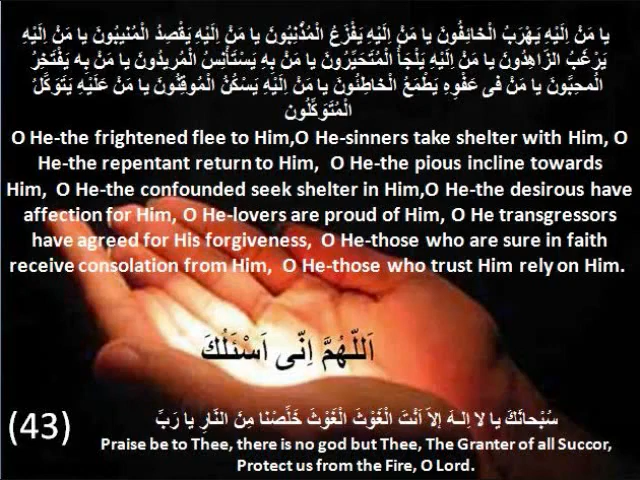 يا مَنْ اِلَيْهِ يَهْرَبُ الْخائِفُونَ يا مَنْ اِلَيْهِ يَفْزَعُ الْمُذْنِبُونَ يا مَنْ اِلَيْهِ يَقْصِدُ الْمُنيبُونَ يا مَنْ اِلَيْهِ
يَرْغَبُ الزّاهِدُونَ يا مَنْ اِلَيْهِ يَلْجَأُ الْمُتَحَيِّرُونَ يا مَنْ بِهِ يَسْتَأْنِسُ الْمُريدُونَ يا مَنْ بِه يَفْتَخِرُ
الْمُحِبُّونَ يا مَنْ فى عَفْوِهِ يَطْمَعُ الْخاطِئُونَ يا مَنْ اِلَيْهِ يَسْكُنُ الْمُوقِنُونَ يا مَنْ عَلَيْهِ يَتَوَكَّلُ
الْمُتَوَكِّلُون
O He-the frightened flee to Him,O He-sinners take shelter with Him, O
He-the repentant return to Him, O He-the pious incline towards
Him, O He-the confounded seek shelter in Him,O He-the desirous have
affection for Him, O He-lovers are proud of Him, O He transgressors
have agreed for His forgiveness, O He-those who are sure in faith
receive consolation from Him, O He-those who trust Him rely on Him.
اَللّهُمَّ اِنّى اَسْئَلُكَ
سُبْحانَكَ يا لا اِلـهَ إلاّ اَنْتَ الْغَوْثَ الْغَوْثَ خَلِّصْنا مِنَ النّارِ يا رَبِّ
(43)
Praise be to Thee, there is no god but Thee, The Granter of all Succor,
Protect us from the Fire, O Lord.